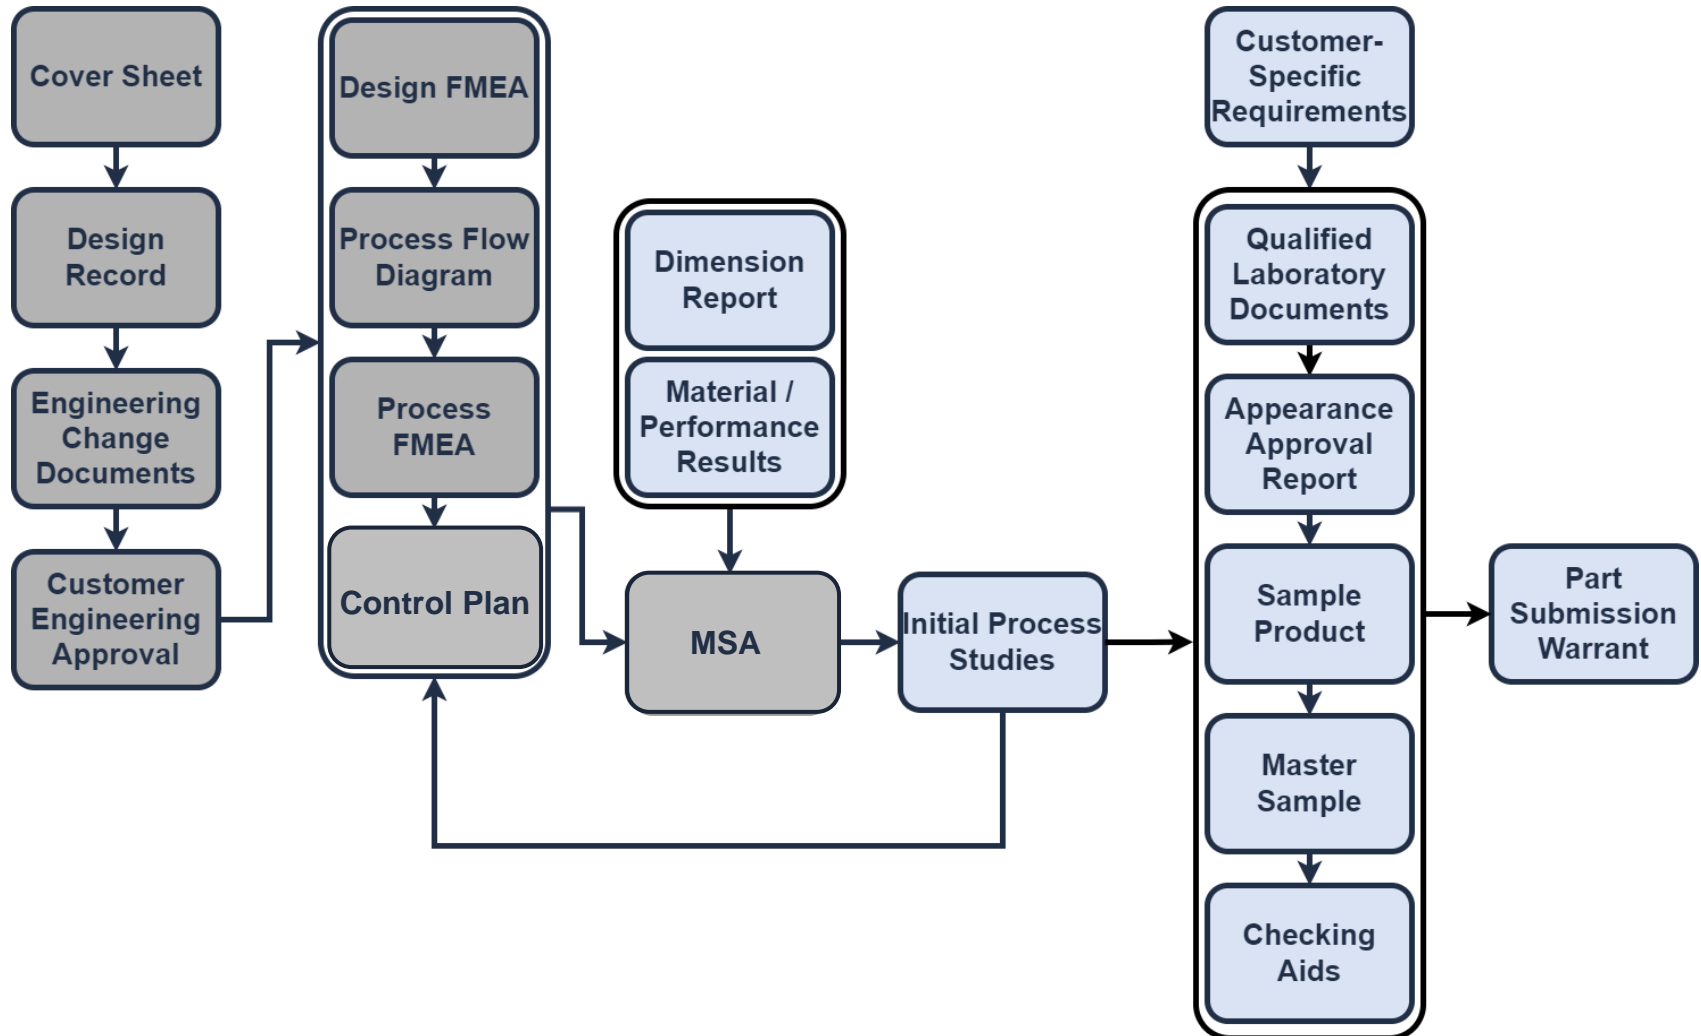 Cover Sheet
Design
Record
Engineering
Change
Documents
Customer
Engineering
Approval
Design FMEA
Process Flow
Diagram
Process
FMEA
Control Plan
Dimension
Report
Material /
Performance
Results
MSA
Initial Process
Studies
Customer-
Specific
Requirements
Qualified
Laboratory
Documents
Appearance
Approval
Report
Sample
Product
Master
Sample
Checking
Aids
Part
Submission
Warrant